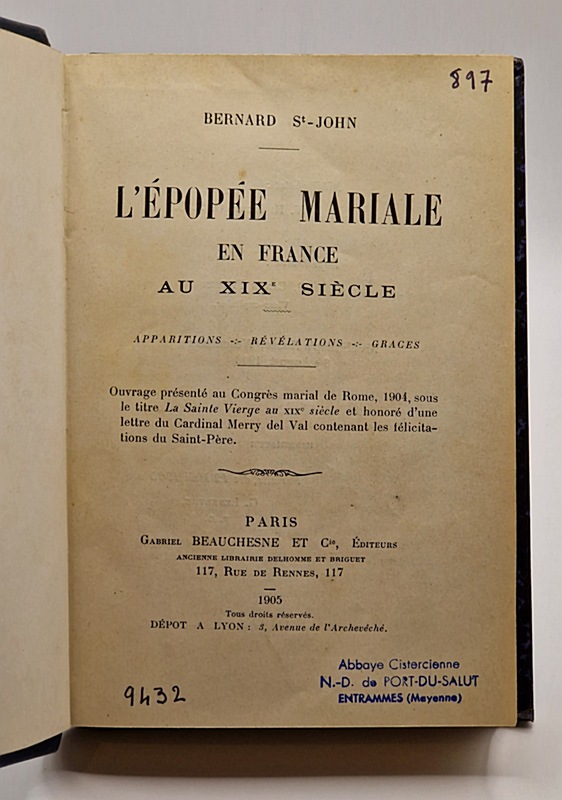 897
BERNARD St-JOHN
L'ÉPOPÉE MARIALE
EN FRANCE
AU XIXE SIÈCLE
APPARITIONS -:- RÉVÉLATIONS -:- GRACES
Ouvrage présenté au Congrès marial de Rome, 1904, sous
le titre La Sainte Vierge au XIXe siècle et honoré d'une
lettre du Cardinal Merry del Val contenant les félicita-
tions du Saint-Père.
PARIS
GABRIEL BEAUCHESNE ET Cie, ÉDITEURS
ANCIENNE LIBRAIRIE DELHOMME ET BRIGUET
117, RUE DE RENNES, 117
1905
Tous droits réservés.
DÉPOT A LYON : 3, Avenue de l'Archevéché.
Abbaye Cistercienne
N.-D. de PORT-DU-SALUT
ENTRAMMES (Mayenne)
9432